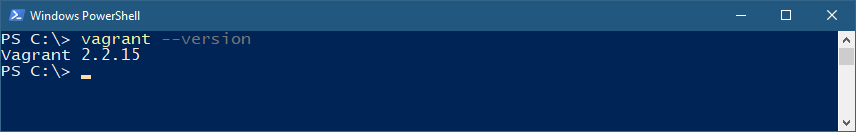 Windows PowerShell
PS C:\> vagrant --version
Vagrant 2.2.15
PS C:\>